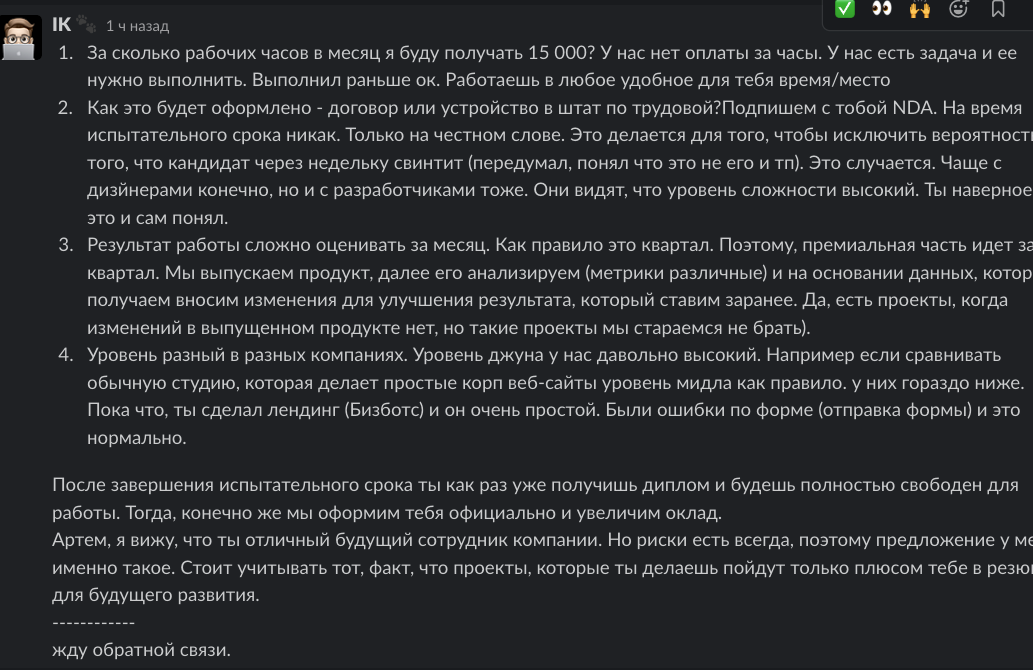 IK 1 ч назад
1. За сколько рабочих часов в месяц я буду получать 15 000? У нас нет оплаты за часы. У нас есть задача и ее
нужно выполнить. Выполнил раньше ок. Работаешь в любое удобное для тебя время/место
2. Как это будет оформлено - договор или устройство в штат по трудовой?Подпишем с тобой NDA. На время
испытательного срока никак. Только на честном слове. Это делается для того, чтобы исключить вероятность
того, что кандидат через недельку свинтит (передумал, понял что это не его и тп). Это случается. Чаще с
дизйнерами конечно, но и с разработчиками тоже. Они видят, что уровень сложности высокий. Ты наверное
это и сам понял.
3. Результат работы сложно оценивать за месяц. Как правило это квартал. Поэтому, премиальная часть идет за
квартал. Мы выпускаем продукт, далее его анализируем (метрики различные) и на основании данных, котор
получаем вносим изменения для улучшения результата, который ставим заранее. Да, есть проекты, когда
изменений в выпущенном продукте нет, но такие проекты мы стараемся не брать).
4. Уровень разный в разных компаниях. Уровень джуна у нас давольно высокий. Например если сравнивать
обычную студию, которая делает простые корп веб-сайты уровень мидла как правило. у них гораздо ниже.
Пока что, ты сделал лендинг (Бизботс) и он очень простой. Были ошибки по форме (отправка формы) и это
нормально.
После завершения испытательного срока ты как раз уже получишь диплом и будешь полностью свободен для
работы. Тогда, конечно же мы оформим тебя официально и увеличим оклад.
Артем, я вижу, что ты отличный будущий сотрудник компании. Но риски есть всегда, поэтому предложение у ме
именно такое. Стоит учитывать тот, факт, что проекты, которые ты делаешь пойдут только плюсом тебе в резю
для будущего развития.
------------
жду обратной связи.